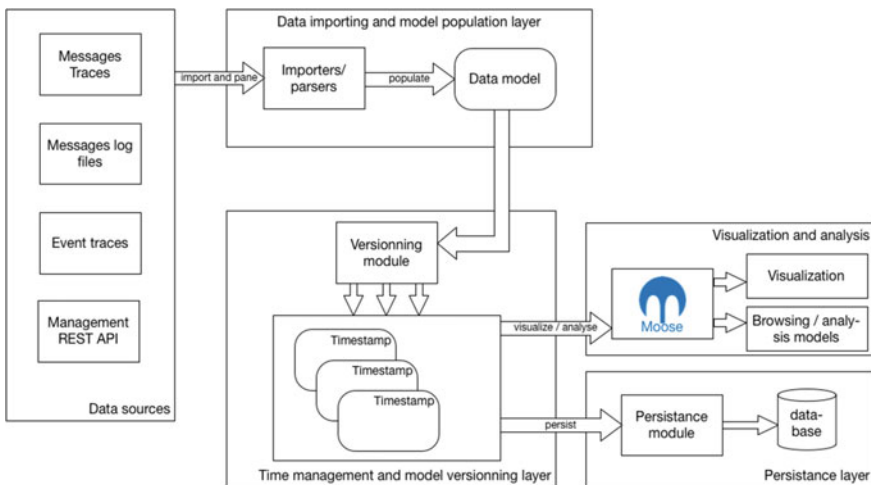 Data importing and model population layer
Messages
Traces
import and pane
Importers/
parsers
populate
Data model
Messages log
files
Event traces
Management
REST API
Data sources
Versionning
module
Timestamp
Timestamp
Timestamp
Time management and model versionning layer
visualize / analyse
Visualization and analysis
Moose
Visualization
Browsing / analy-
sis models
persist
Persistance
module
data-
base
Persistance layer